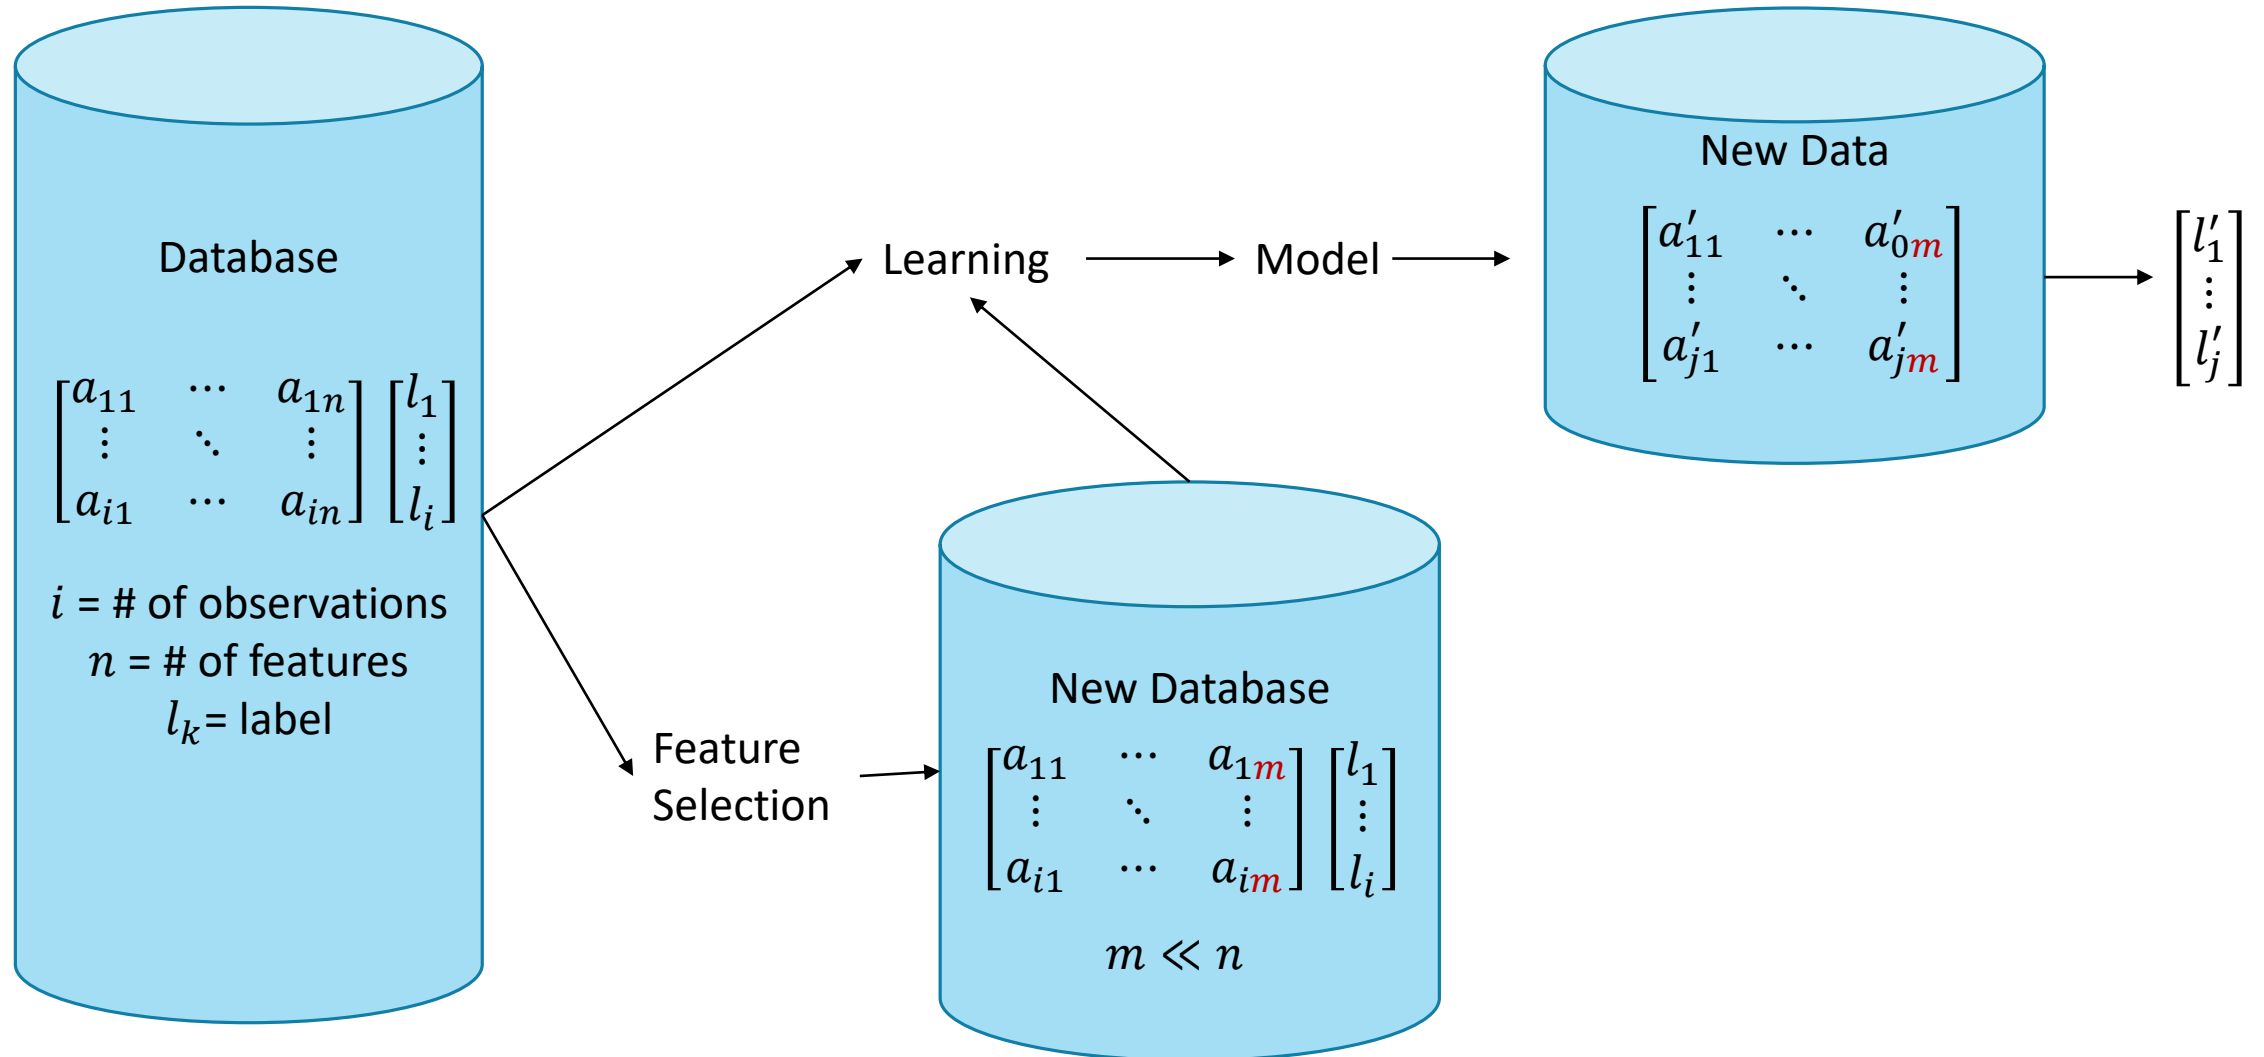 Database
[a₁₁ ⋯ a₁ₙ] [l₁]
[⋮ ⋱ ⋮] [⋮]
[aᵢ₁ ⋯ aᵢₙ] [lᵢ]
i = # of observations
n = # of features
lₖ= label
Learning
Model
Feature
Selection
New Database
[a₁₁ ⋯ a₁ₘ] [l₁]
[⋮ ⋱ ⋮] [⋮]
[aᵢ₁ ⋯ aᵢₘ] [lᵢ]
m ≪ n
New Data
[a′₁₁ ⋯ a′₀ₘ]
[⋮ ⋱ ⋮]
[a′ⱼ₁ ⋯ a′ⱼₘ]
[l′₁]
[⋮]
[l′ⱼ]